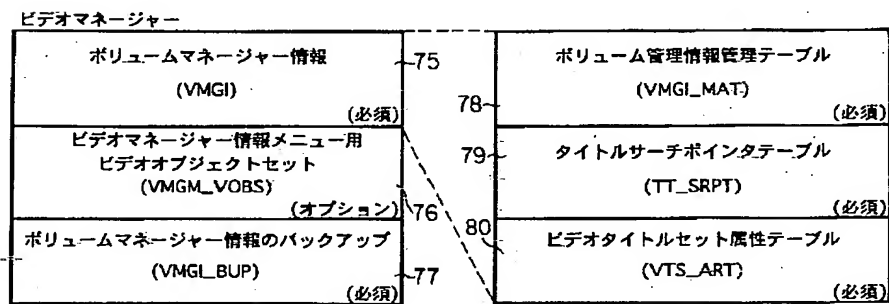 ビデオマネージャー
ボリュームマネージャー情報
(VMGI)
(必須)
75
ビデオマネージャー情報メニュー用
ビデオオブジェクトセット
(VMGM_VOBS)
(オプション)
76
ボリュームマネージャー情報のバックアップ
(VMGI_BUP)
(必須)
77
ボリューム管理情報管理テーブル
(VMGI_MAT)
(必須)
78
タイトルサーチポインタテーブル
(TT_SRPT)
(必須)
79
ビデオタイトルセット属性テーブル
(VTS_ART)
(必須)
80